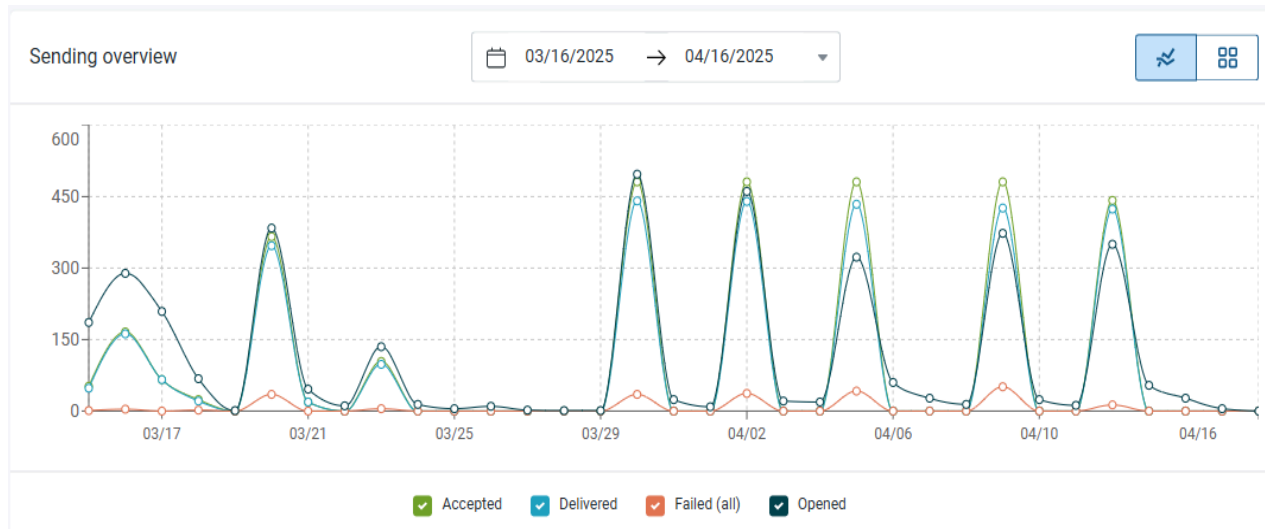 Sending overview
03/16/2025 → 04/16/2025
600
450
300
150
0
03/17 03/21 03/25 03/29 04/02 04/06 04/10 04/16
Accepted Delivered Failed (all) Opened